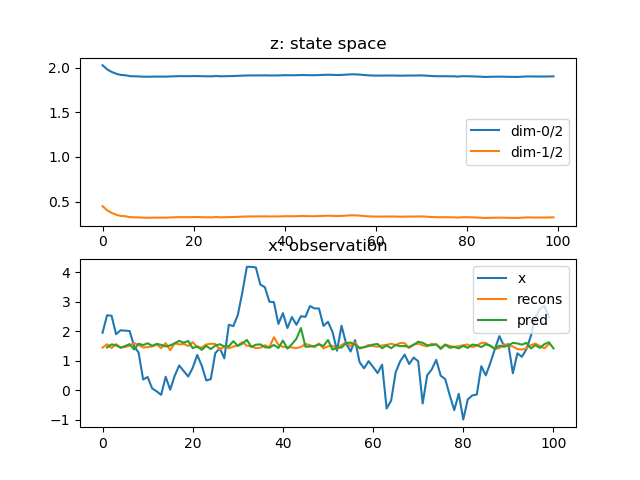 z: state space
2.0
1.5
1.0
0.5
dim-0/2
dim-1/2
0 20 40 60 80 100
x: observation
4
3
2
1
0
−1
x
recons
pred
0 20 40 60 80 100